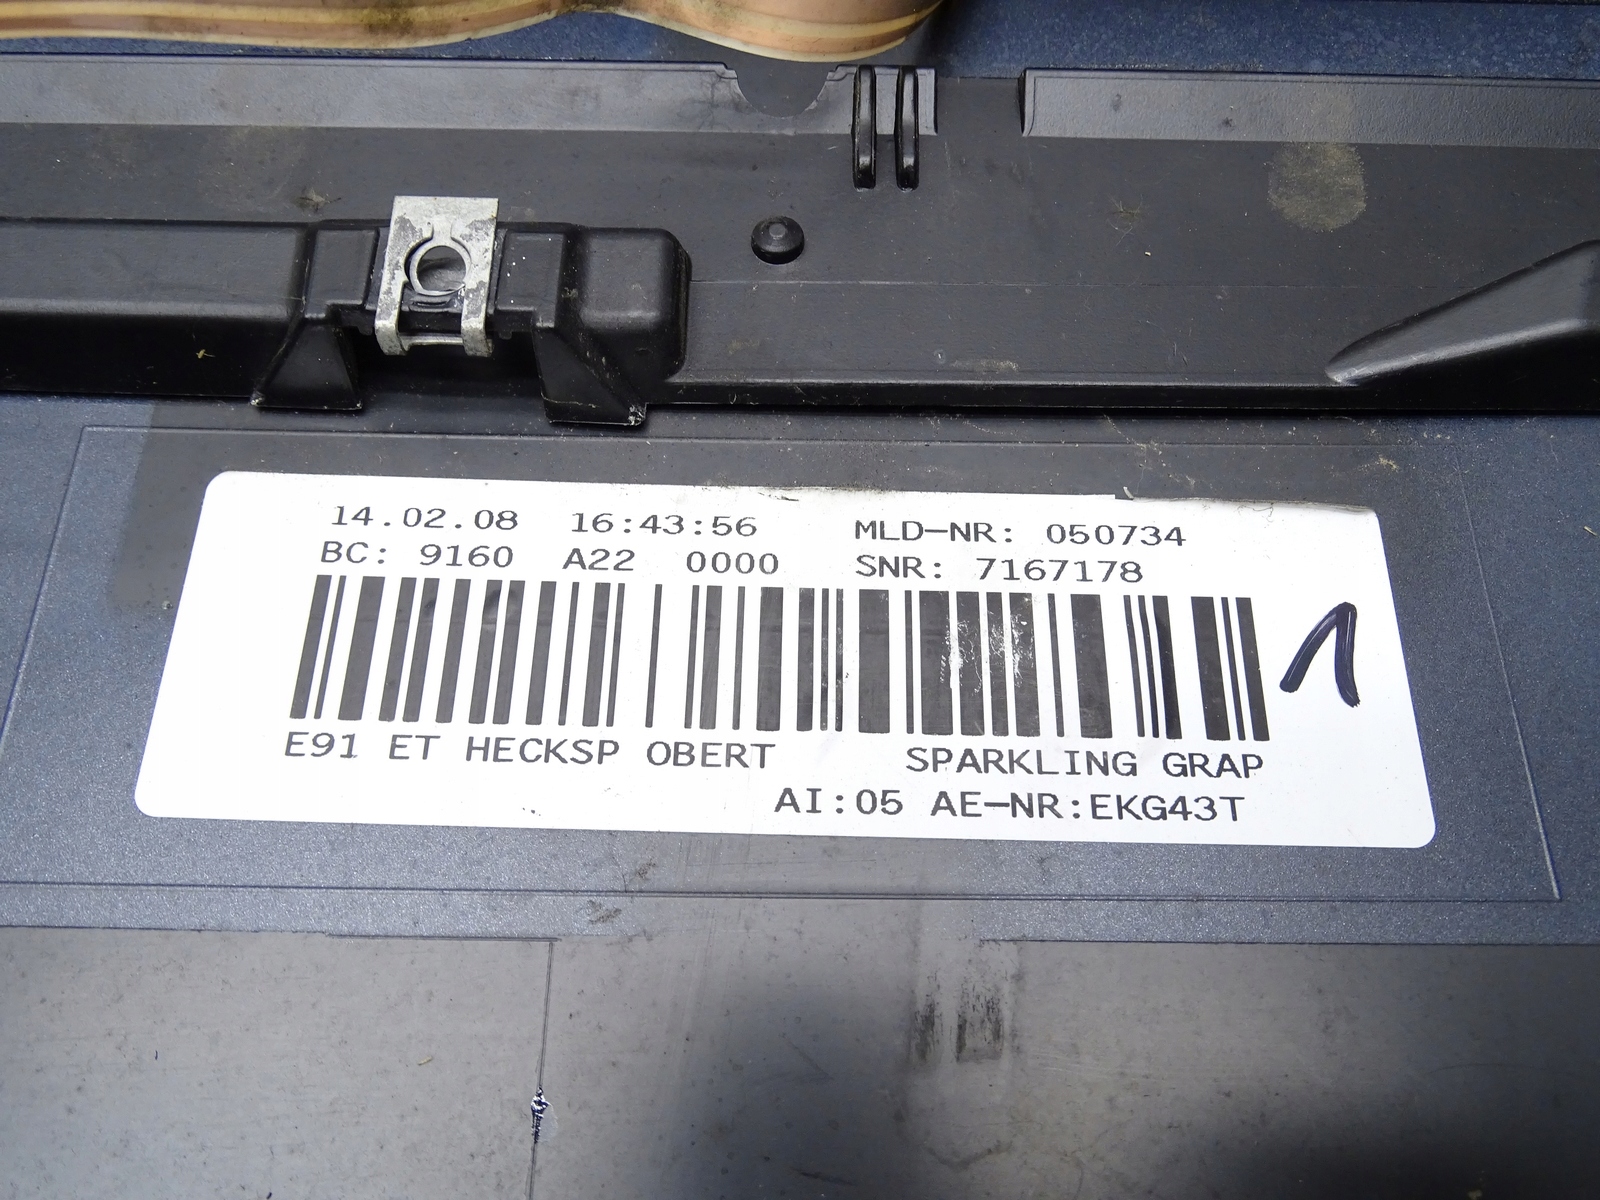 14.02.08 16:43:56 MLD-NR: 050734
BC: 9160 A22 0000 SNR: 7167178
1
E91 ET HECKSP OBERT SPARKLING GRAP
AI:05 AE-NR:EKG43T